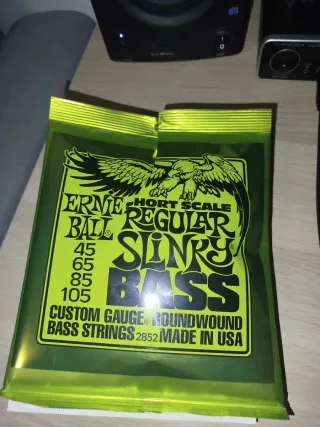 HORT SCALE
ERNIE BALL
REGULAR
SLINKY
BASS
45
65
85
105
CUSTOM GAUGE ROUNDWOUND
BASS STRINGS 2852 MADE IN USA